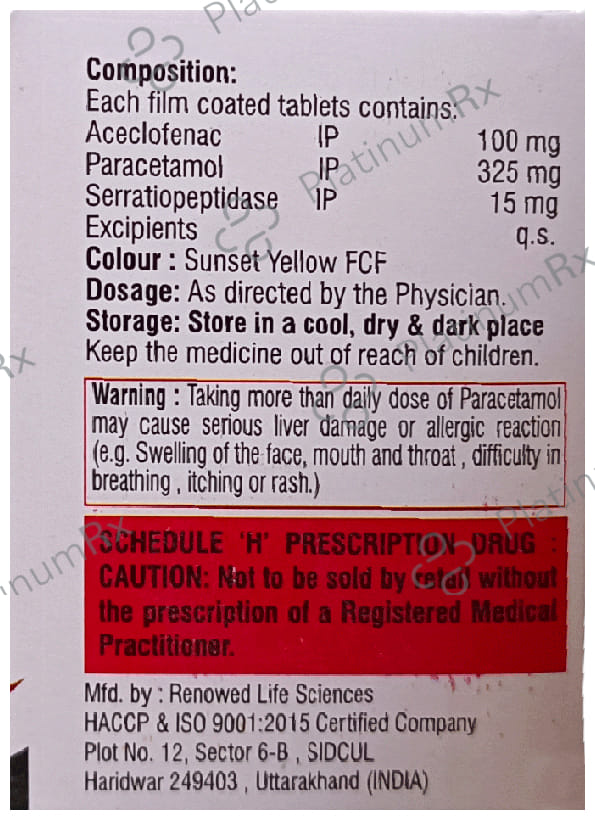 Composition:
Each film coated tablets contains:
Aceclofenac IP 100 mg
Paracetamol IP 325 mg
Serratiopeptidase IP 15 mg
Excipients q.s.
Colour : Sunset Yellow FCF
Dosage: As directed by the Physician.
Storage: Store in a cool, dry & dark place
Keep the medicine out of reach of children.
Warning : Taking more than daily dose of Paracetamol
may cause serious liver damage or allergic reaction
(e.g. Swelling of the face, mouth and throat , difficulty in
breathing , itching or rash.)
SCHEDULE 'H' PRESCRIPTION DRUG :
CAUTION: Not to be sold by retail without
the prescription of a Registered Medical
Practitioner.
Mfd. by : Renowed Life Sciences
HACCP & ISO 9001:2015 Certified Company
Plot No. 12, Sector 6-B , SIDCUL
Haridwar 249403 , Uttarakhand (INDIA)
PlatinumRx
PlatinumRx